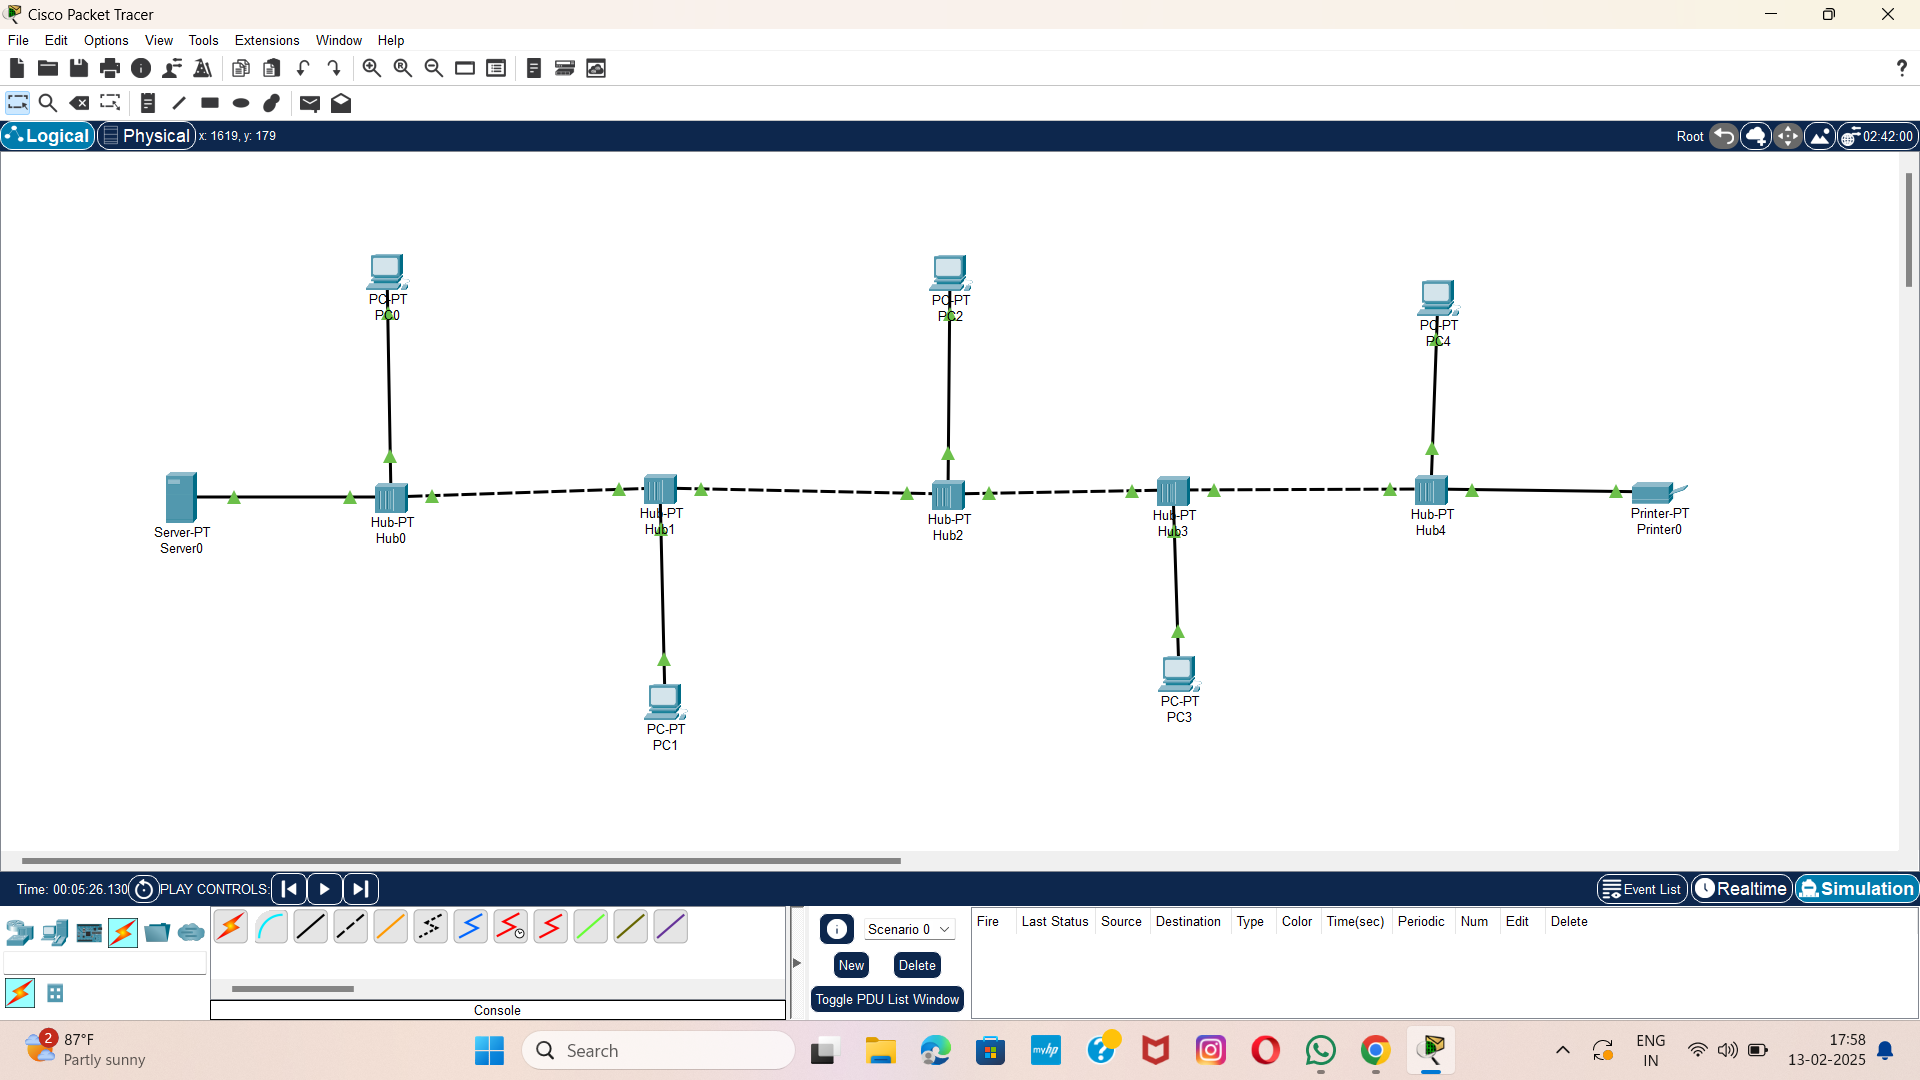 Cisco Packet Tracer
File Edit Options View Tools Extensions Window Help
?
Logical Physical x: 1619, y: 179 Root 02:42:00
PC-PT
PC0
PC-PT
PC2
PC-PT
PC4
Server-PT
Server0
Hub-PT
Hub0
Hub-PT
Hub1
Hub-PT
Hub2
Hub-PT
Hub3
Hub-PT
Hub4
Printer-PT
Printer0
PC-PT
PC1
PC-PT
PC3
Time: 00:05:26.130 PLAY CONTROLS: Event List Realtime Simulation
Scenario 0
New Delete
Toggle PDU List Window
Fire Last Status Source Destination Type Color Time(sec) Periodic Num Edit Delete
Console
2
87°F
Partly sunny
Search
myhp
ENG
IN
17:58
13-02-2025